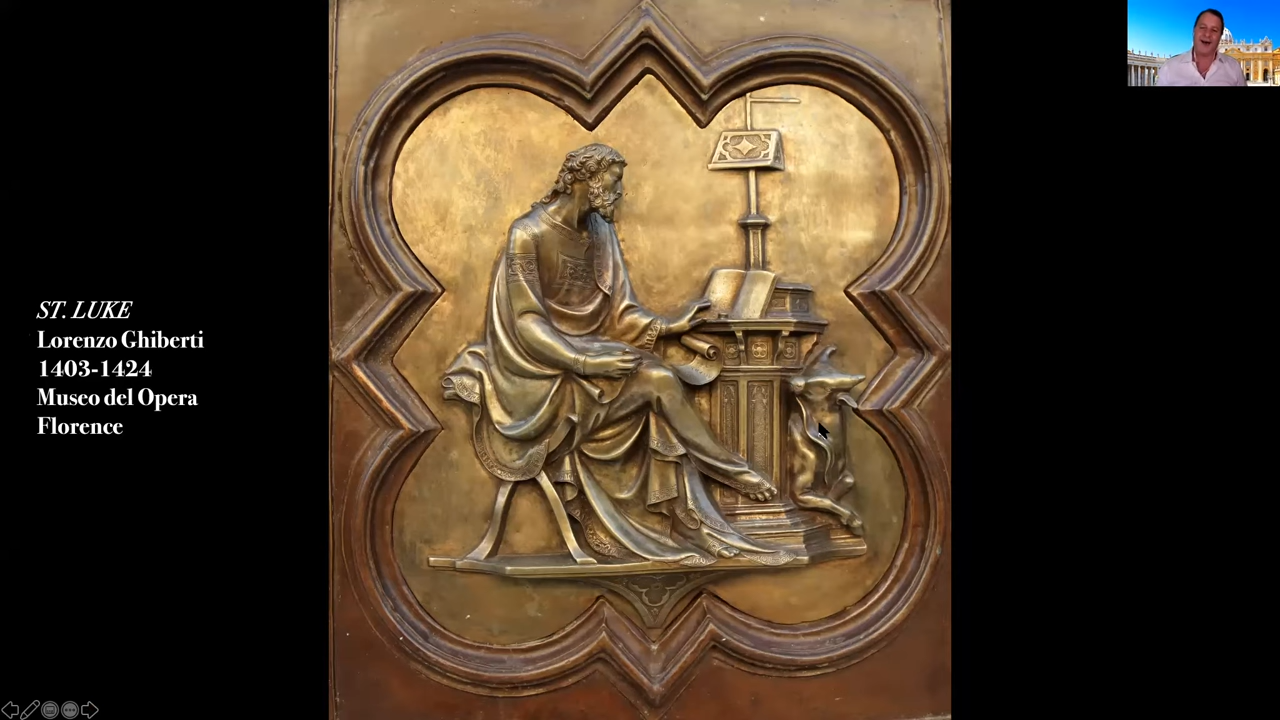 ST. LUKE
Lorenzo Ghiberti
1403-1424
Museo del Opera
Florence